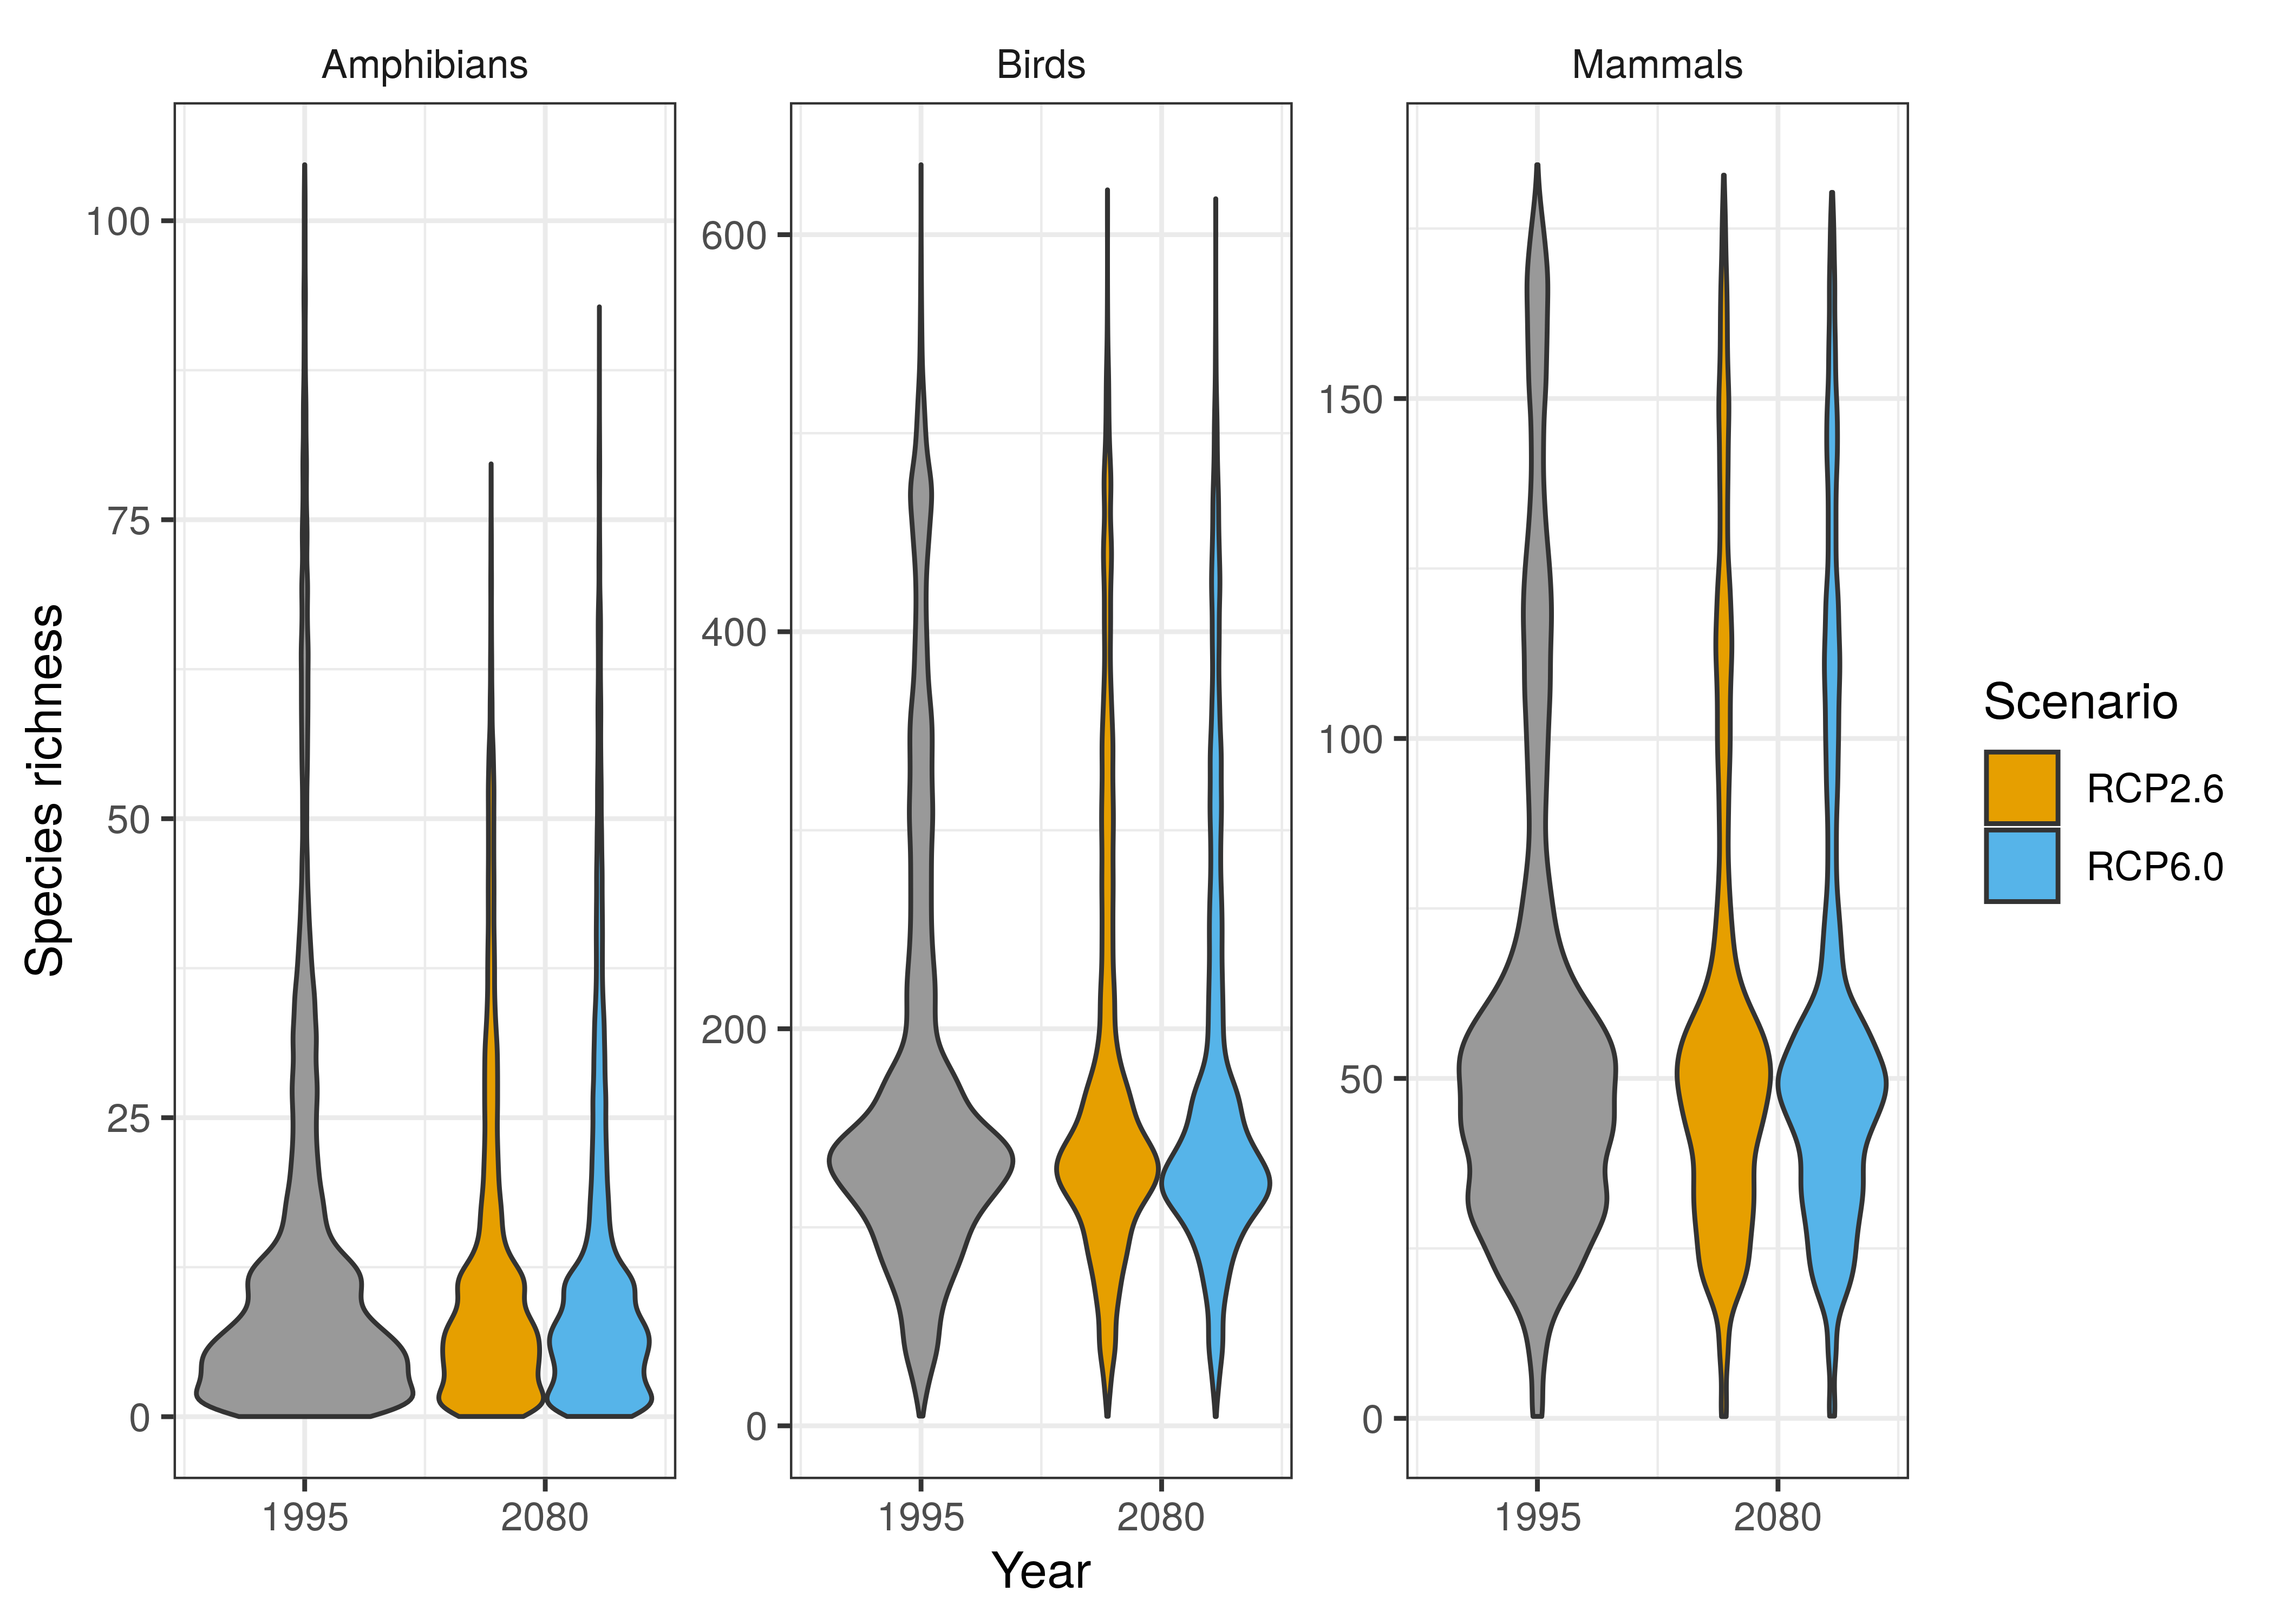 Amphibians Birds Mammals
Species richness
100
75
50
25
0
600
400
200
0
150
100
50
0
1995 2080 1995 2080 1995 2080
Year
Scenario
RCP2.6
RCP6.0